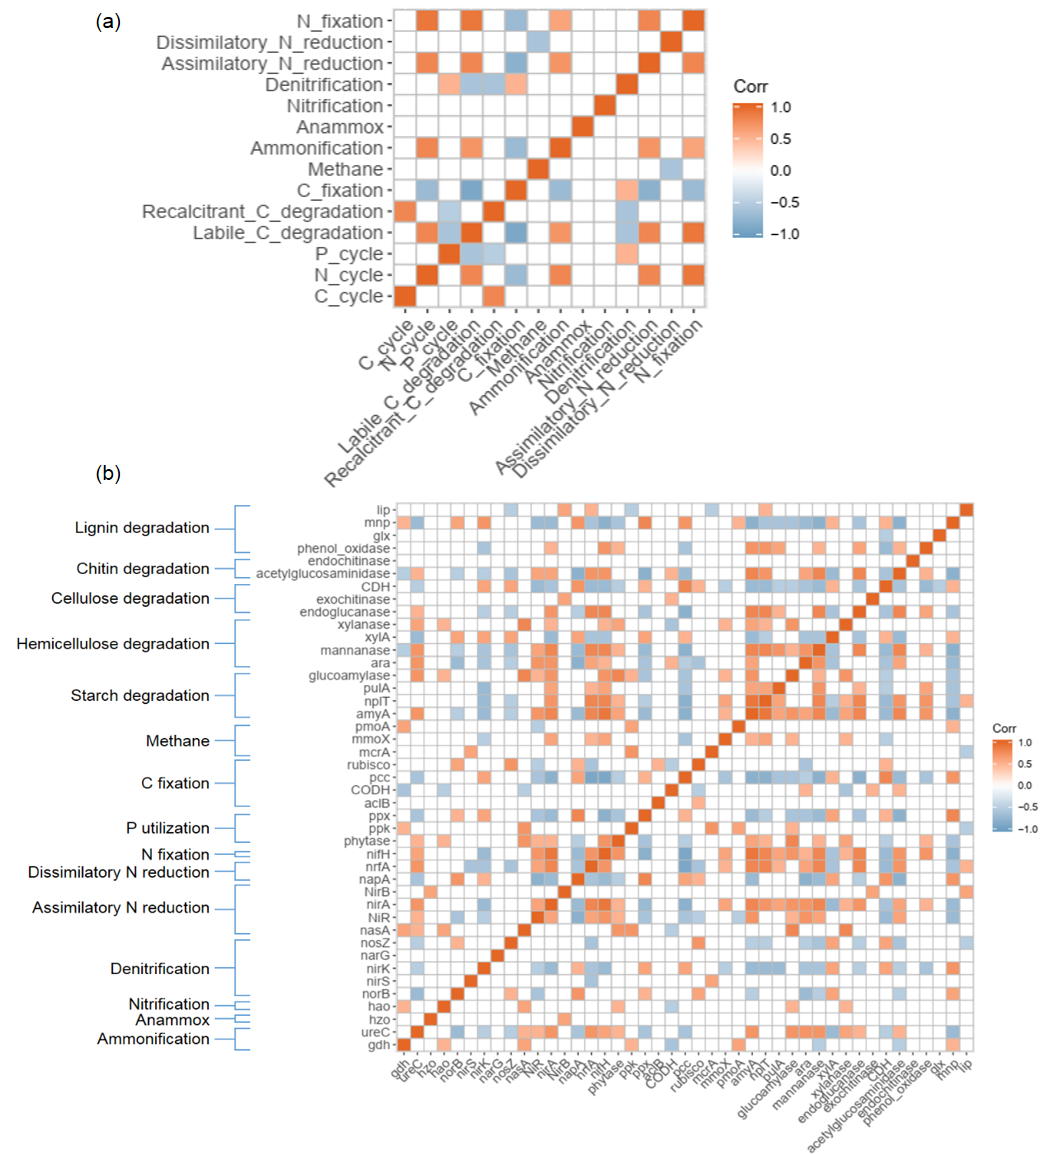 (a)
N_fixation
Dissimilatory_N_reduction
Assimilatory_N_reduction
Denitrification
Nitrification
Anammox
Ammonification
Methane
C_fixation
Recalcitrant_C_degradation
Labile_C_degradation
P_cycle
N_cycle
C_cycle
C_cycle
N_cycle
P_cycle
Labile_C_degradation
Recalcitrant_C_degradation
C_fixation
Methane
Ammonification
Anammox
Nitrification
Denitrification
Assimilatory_N_reduction
Dissimilatory_N_reduction
N_fixation
Corr
1.0
0.5
0.0
−0.5
−1.0
(b)
Lignin degradation
Chitin degradation
Cellulose degradation
Hemicellulose degradation
Starch degradation
Methane
C fixation
P utilization
N fixation
Dissimilatory N reduction
Assimilatory N reduction
Denitrification
Nitrification
Anammox
Ammonification
lip
mnp
glx
phenol_oxidase
endochitinase
acetylglucosaminidase
CDH
exochitinase
endoglucanase
xylanase
xylA
mannanase
ara
glucoamylase
pulA
nplT
amyA
pmoA
mmoX
mcrA
rubisco
pcc
CODH
aclB
ppx
ppk
phytase
nifH
nrfA
napA
NirB
nirA
NiR
nasA
nosZ
narG
nirK
nirS
norB
hao
hzo
ureC
gdh
gdh
ureC
hzo
hao
norB
nirS
nirK
narG
nosZ
nasA
NiR
nirA
NirB
napA
nrfA
nifH
phytase
ppk
ppx
aclB
CODH
pcc
rubisco
mcrA
mmoX
pmoA
amyA
nplT
pulA
glucoamylase
ara
mannanase
xylA
xylanase
endoglucanase
exochitinase
CDH
acetylglucosaminidase
endochitinase
phenol_oxidase
glx
mnp
lip
Corr
1.0
0.5
0.0
−0.5
−1.0